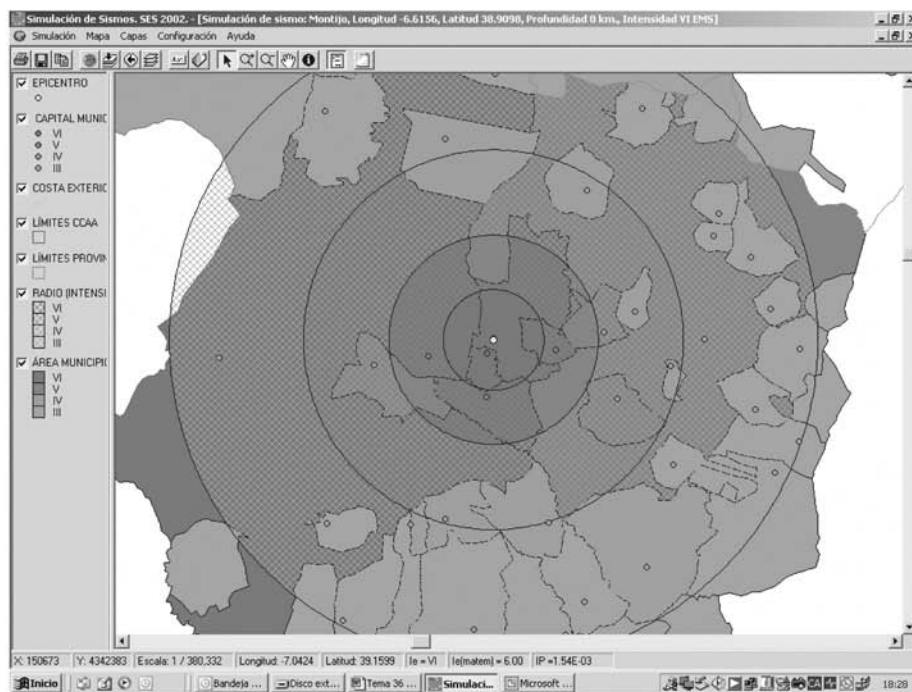 Simulación de Sismos. SES 2002. - [Simulación de sismo: Montijo, Longitud -6.6156, Latitud 38.9098, Profundidad 0 km., Intensidad VI EMS]
Simulación Mapa Capas Configuración Ayuda
EPICENTRO
CAPITAL MUNIC
VI
V
IV
III
COSTA EXTERIC
LÍMITES CCAA
LÍMITES PROVIN
RADIO (INTENSI
VI
V
IV
III
ÁREA MUNICIPIO
VI
V
IV
III
X: 150673 Y: 4342383 Escala: 1 / 380,332 Longitud: -7.0424 Latitud: 39.1599 Ie = VI Ie(matem) = 6.00 IP =1.54E-03
Inicio Bandeja ... Disco ext... Tema 36 ... Simulaci... Microsoft ... 18:28